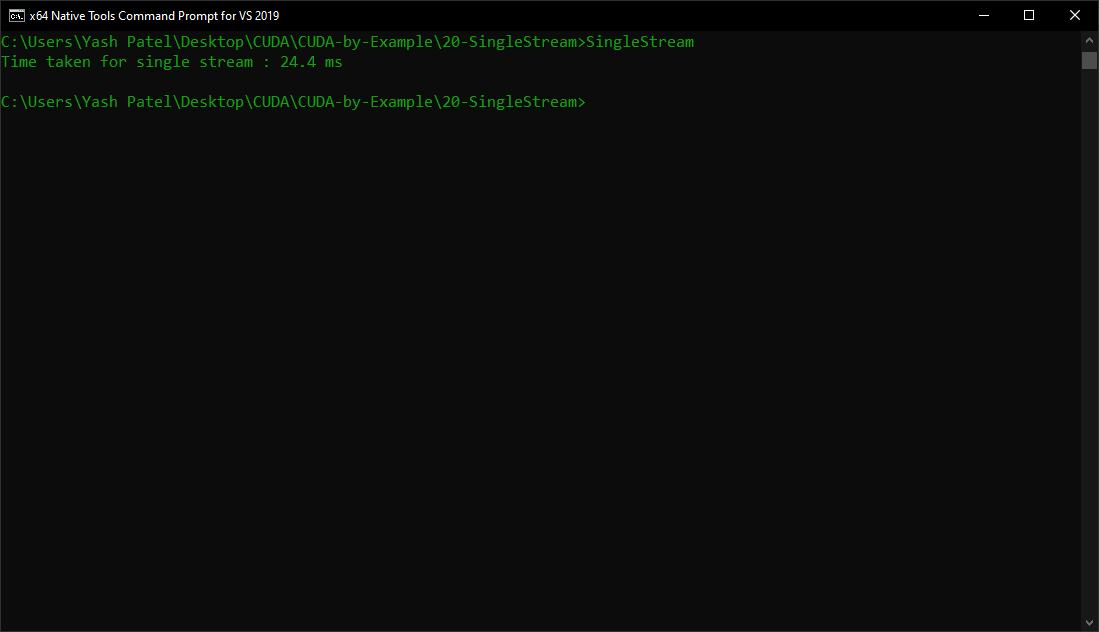 x64 Native Tools Command Prompt for VS 2019
C:\Users\Yash Patel\Desktop\CUDA\CUDA-by-Example\20-SingleStream>SingleStream
Time taken for single stream : 24.4 ms
C:\Users\Yash Patel\Desktop\CUDA\CUDA-by-Example\20-SingleStream>